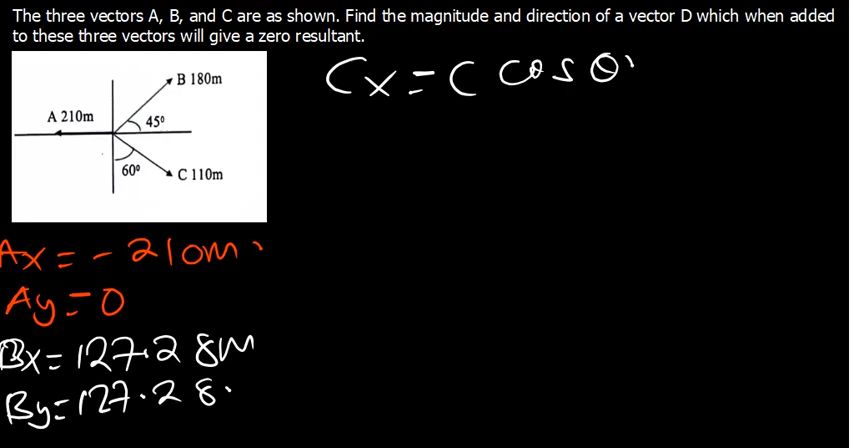 The three vectors A, B, and C are as shown. Find the magnitude and direction of a vector D which when added
to these three vectors will give a zero resultant.
B 180m
A 210m
45⁰
60⁰
C 110m
Cx = C cos θ
Ax = - 210m
Ay = 0
Bx = 127.28m
By = 127.28